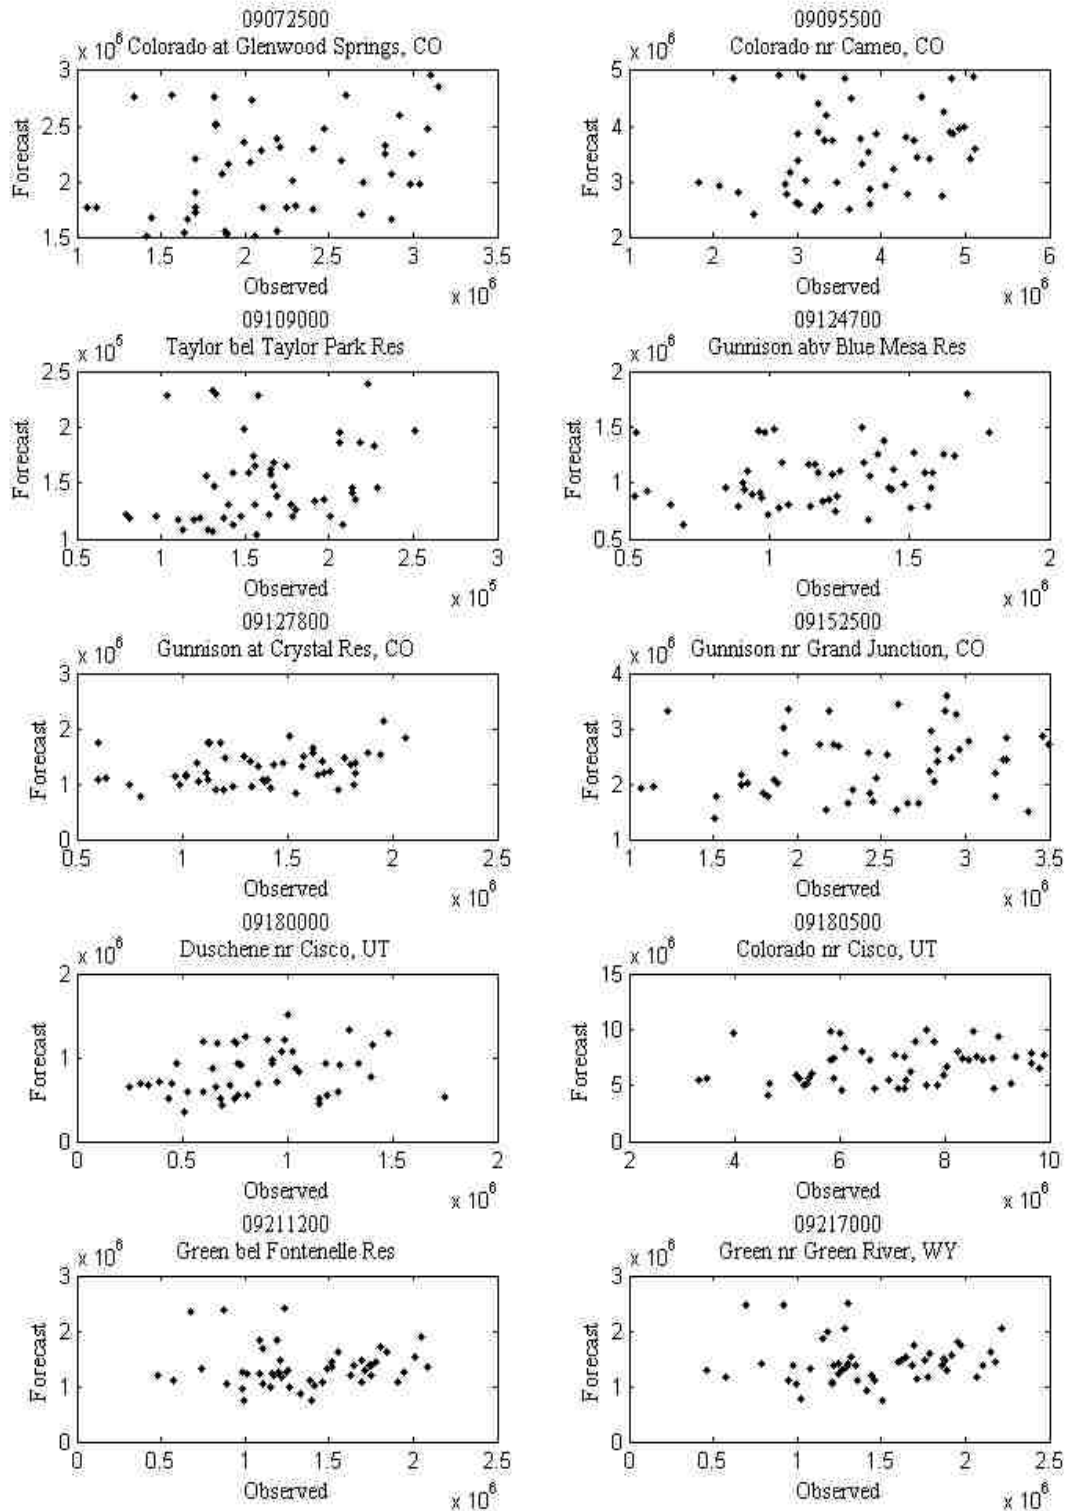 09072500
x 10^6 Colorado at Glenwood Springs, CO
3
2.5
2
1.5
Forecast
1 1.5 2 2.5 3 3.5
Observed
x 10^6
09095500
x 10^6 Colorado nr Cameo, CO
5
4
3
2
Forecast
1 2 3 4 5 6
Observed
x 10^6
09109000
x 10^5 Taylor bel Taylor Park Res
2.5
2
1.5
1
Forecast
0.5 1 1.5 2 2.5 3
Observed
x 10^5
09124700
x 10^6 Gunnison abv Blue Mesa Res
2
1.5
1
0.5
Forecast
0.5 1 1.5 2
Observed
x 10^6
09127800
x 10^6 Gunnison at Crystal Res, CO
3
2
1
0
Forecast
0.5 1 1.5 2 2.5
Observed
x 10^6
09152500
x 10^6 Gunnison nr Grand Junction, CO
4
3
2
1
Forecast
1 1.5 2 2.5 3 3.5
Observed
x 10^6
09180000
x 10^6 Duschene nr Cisco, UT
2
1
0
Forecast
0 0.5 1 1.5 2
Observed
x 10^6
09180500
x 10^6 Colorado nr Cisco, UT
15
10
5
0
Forecast
2 4 6 8 10
Observed
x 10^6
09211200
x 10^6 Green bel Fontenelle Res
3
2
1
0
Forecast
0 0.5 1 1.5 2 2.5
Observed
x 10^6
09217000
x 10^6 Green nr Green River, WY
3
2
1
0
Forecast
0 0.5 1 1.5 2 2.5
Observed
x 10^6